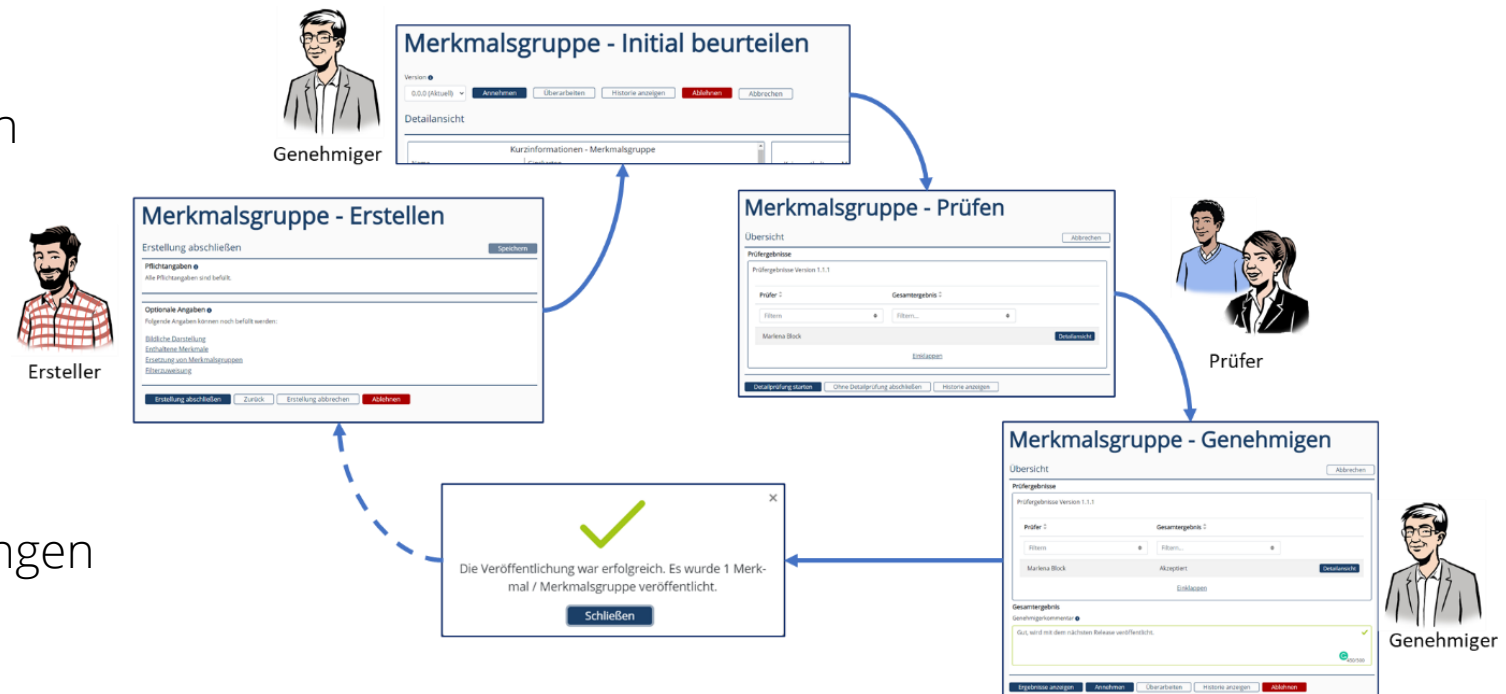 n
ngen
Genehmiger
Merkmalsgruppe - Initial beurteilen
Version
0.0.0 (Aktuell) Annehmen Überarbeiten Historie anzeigen Ablehnen Abbrechen
Detailansicht
Kurzinformationen - Merkmalsgruppe
Ersteller
Merkmalsgruppe - Erstellen
Erstellung abschließen Speichern
Pflichtangaben
Alle Pflichtangaben sind befüllt.
Optionale Angaben
Folgende Angaben können noch befüllt werden:
Bildliche Darstellung
Enthaltene Merkmale
Ersetzung von Merkmalsgruppen
Filterzuweisung
Erstellung abschließen Zurück Erstellung abbrechen Ablehnen
Merkmalsgruppe - Prüfen
Übersicht Abbrechen
Prüfergebnisse
Prüfergebnisse Version 1.1.1
Prüfer Gesamtergebnis
Filtern Filtern...
Marlena Block Detailansicht
Einklappen
Detailprüfung starten Ohne Detailprüfung abschließen Historie anzeigen
Prüfer
Merkmalsgruppe - Genehmigen
Übersicht Abbrechen
Prüfergebnisse
Prüfergebnisse Version 1.1.1
Prüfer Gesamtergebnis
Filtern Filtern...
Marlena Block Akzeptiert Detailansicht
Einklappen
Gesamtergebnis
Genehmigerkommentar
Gut, wird mit dem nächsten Release veröffentlicht.
Ergebnisse anzeigen Annehmen Überarbeiten Historie anzeigen Ablehnen
Genehmiger
Die Veröffentlichung war erfolgreich. Es wurde 1 Merk-
mal / Merkmalsgruppe veröffentlicht.
Schließen